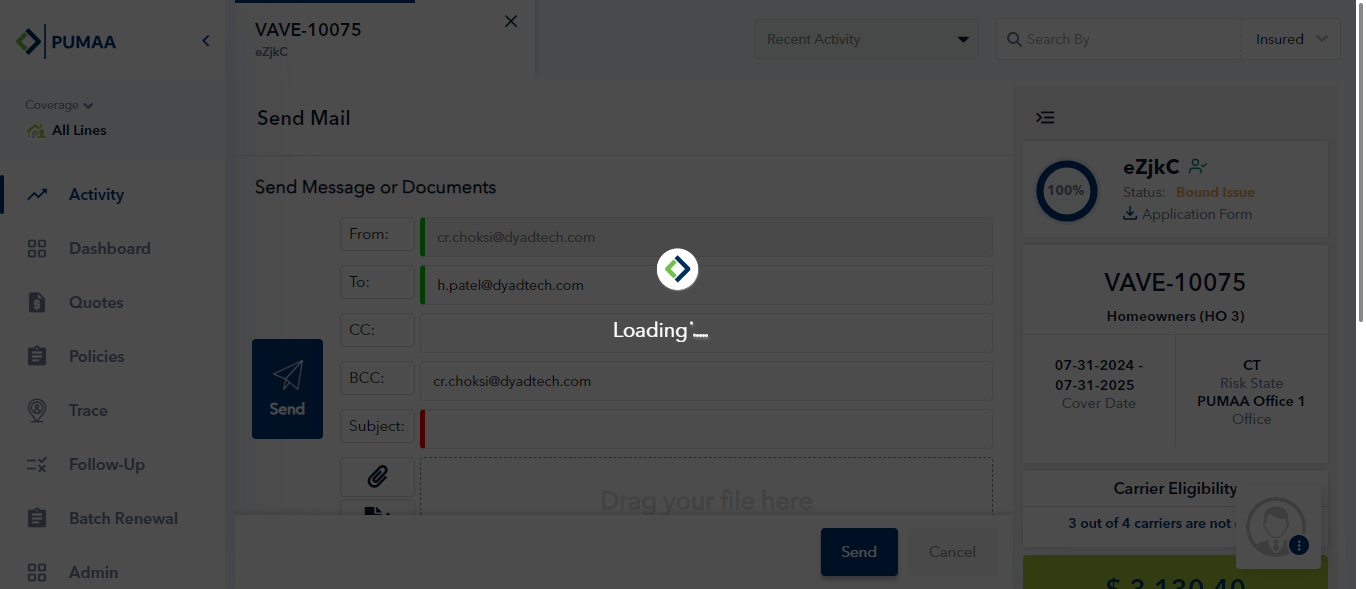 PUMAA
VAVE-10075
eZjkC
Recent Activity
Search By
Insured
Coverage
All Lines
Activity
Dashboard
Quotes
Policies
Trace
Follow-Up
Batch Renewal
Admin
Send Mail
Send Message or Documents
From:
cr.choksi@dyadtech.com
To:
h.patel@dyadtech.com
CC:
BCC:
cr.choksi@dyadtech.com
Subject:
Send
Drag your file here
Loading .....
Send
Cancel
100%
eZjkC
Status: Bound Issue
Application Form
VAVE-10075
Homeowners (HO 3)
07-31-2024 -
07-31-2025
Cover Date
CT
Risk State
PUMAA Office 1
Office
Carrier Eligibility
3 out of 4 carriers are not
$ 3,130.40